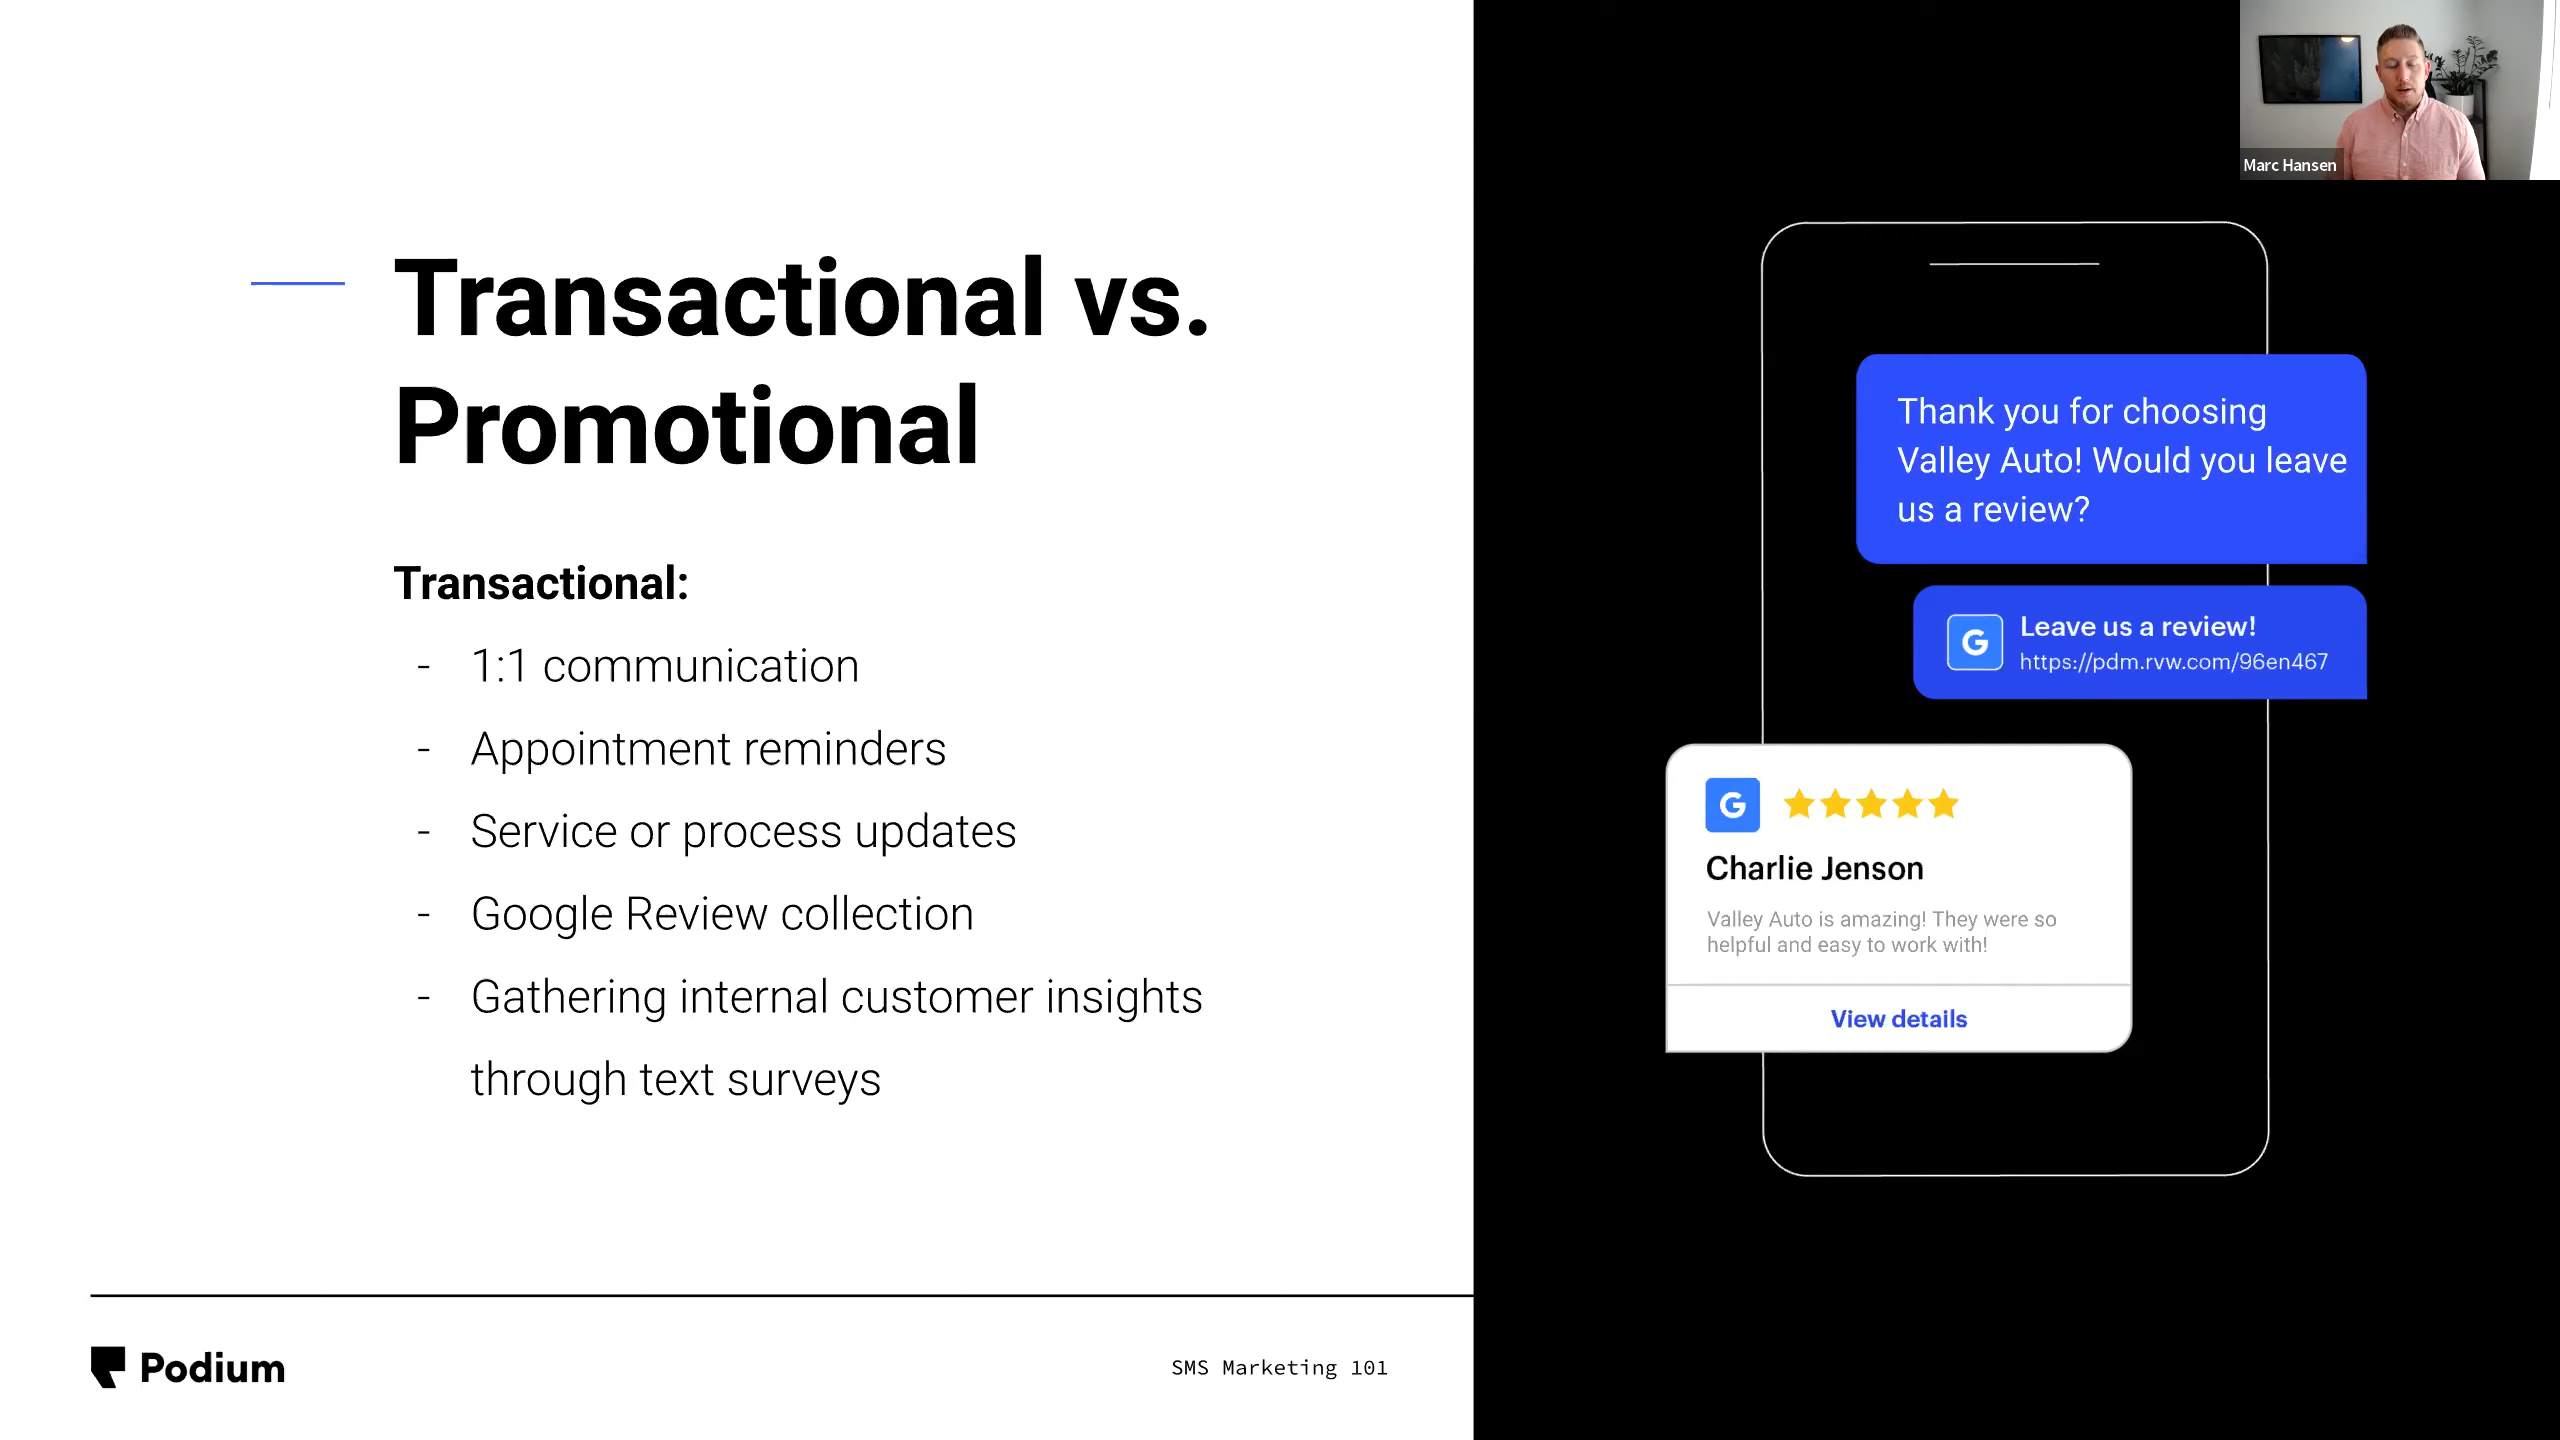 Transactional vs.
Promotional
Transactional:
- 1:1 communication
- Appointment reminders
- Service or process updates
- Google Review collection
- Gathering internal customer insights
through text surveys
Podium
SMS Marketing 101
Marc Hansen
Thank you for choosing
Valley Auto! Would you leave
us a review?
G
Leave us a review!
https://pdm.rvw.com/96en467
G
Charlie Jenson
Valley Auto is amazing! They were so
helpful and easy to work with!
View details